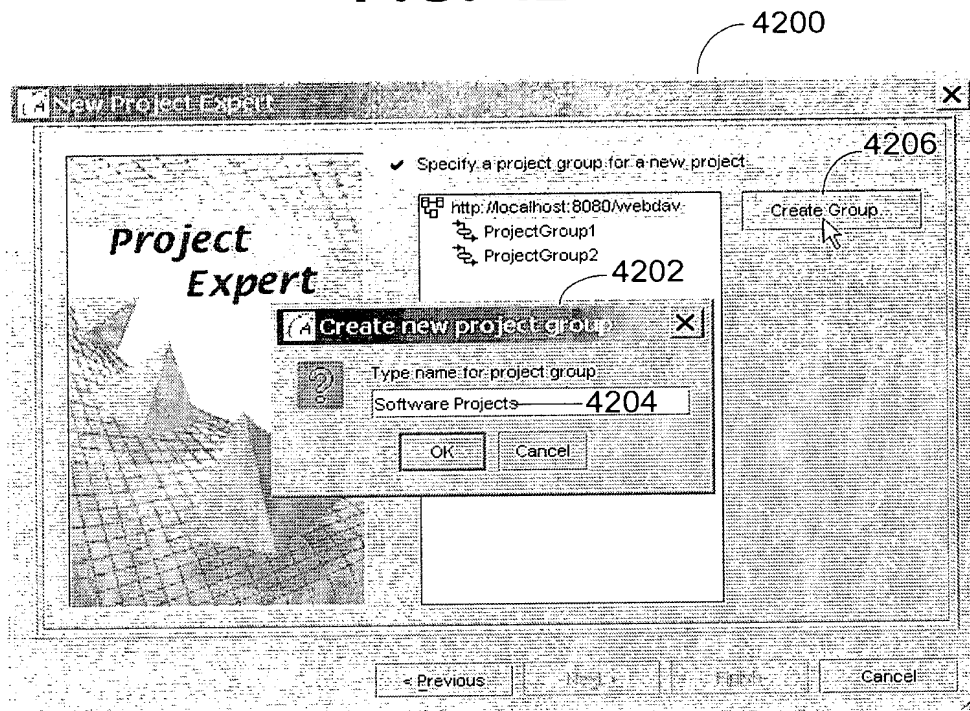 4200
New Project Expert
✔ Specify a project group for a new project
4206
http://localhost:8080/webdav
Create Group...
ProjectGroup1
ProjectGroup2
Project
Expert
4202
Create new project group
Type name for project group
Software Projects
4204
OK
Cancel
< Previous
Next >
Finish
Cancel